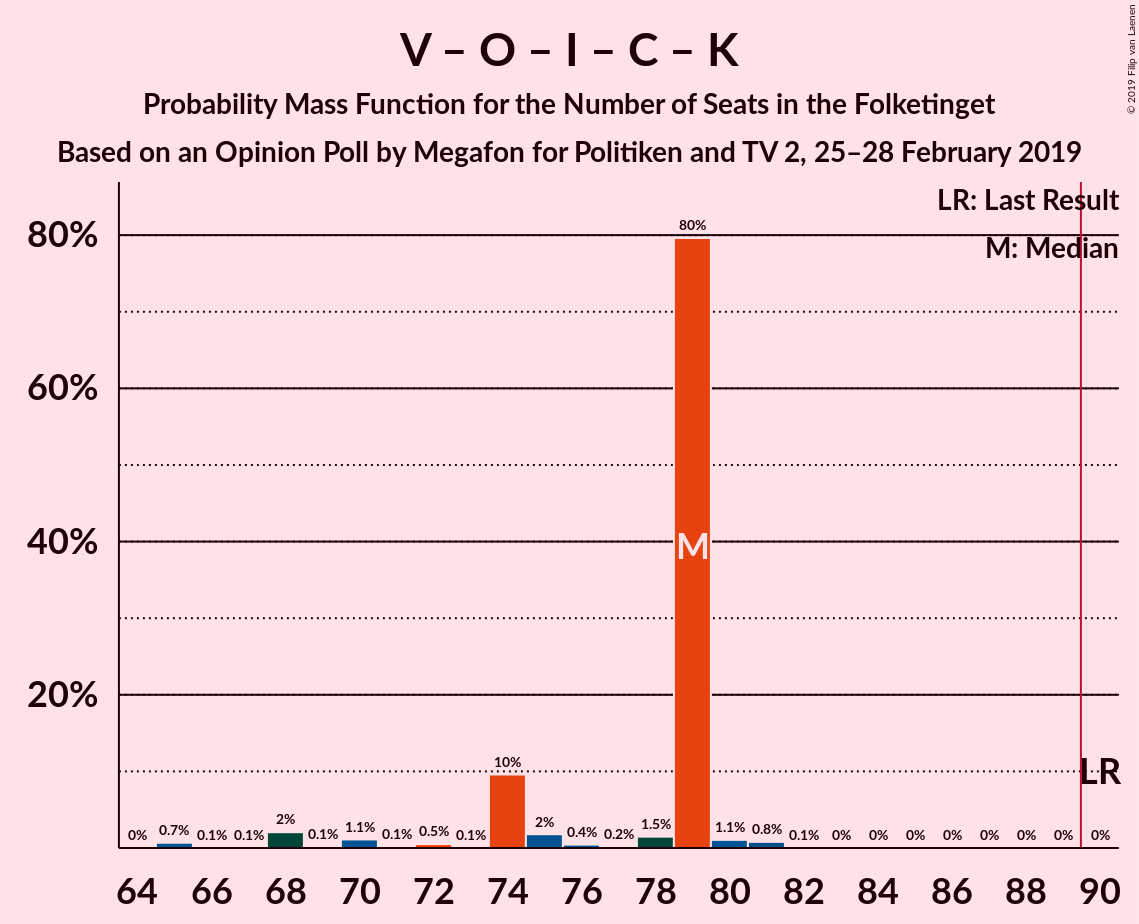 V – O – I – C – K
Probability Mass Function for the Number of Seats in the Folketinget
Based on an Opinion Poll by Megafon for Politiken and TV 2, 25–28 February 2019
© 2019 Filip van Laenen
LR: Last Result
M: Median
80%
60%
40%
20%
0% 0.7% 0.1% 0.1% 2% 0.1% 1.1% 0.1% 0.5% 0.1% 10% 2% 0.4% 0.2% 1.5% 80% 1.1% 0.8% 0.1% 0% 0% 0% 0% 0% 0% 0% 0%
M
LR
64 66 68 70 72 74 76 78 80 82 84 86 88 90